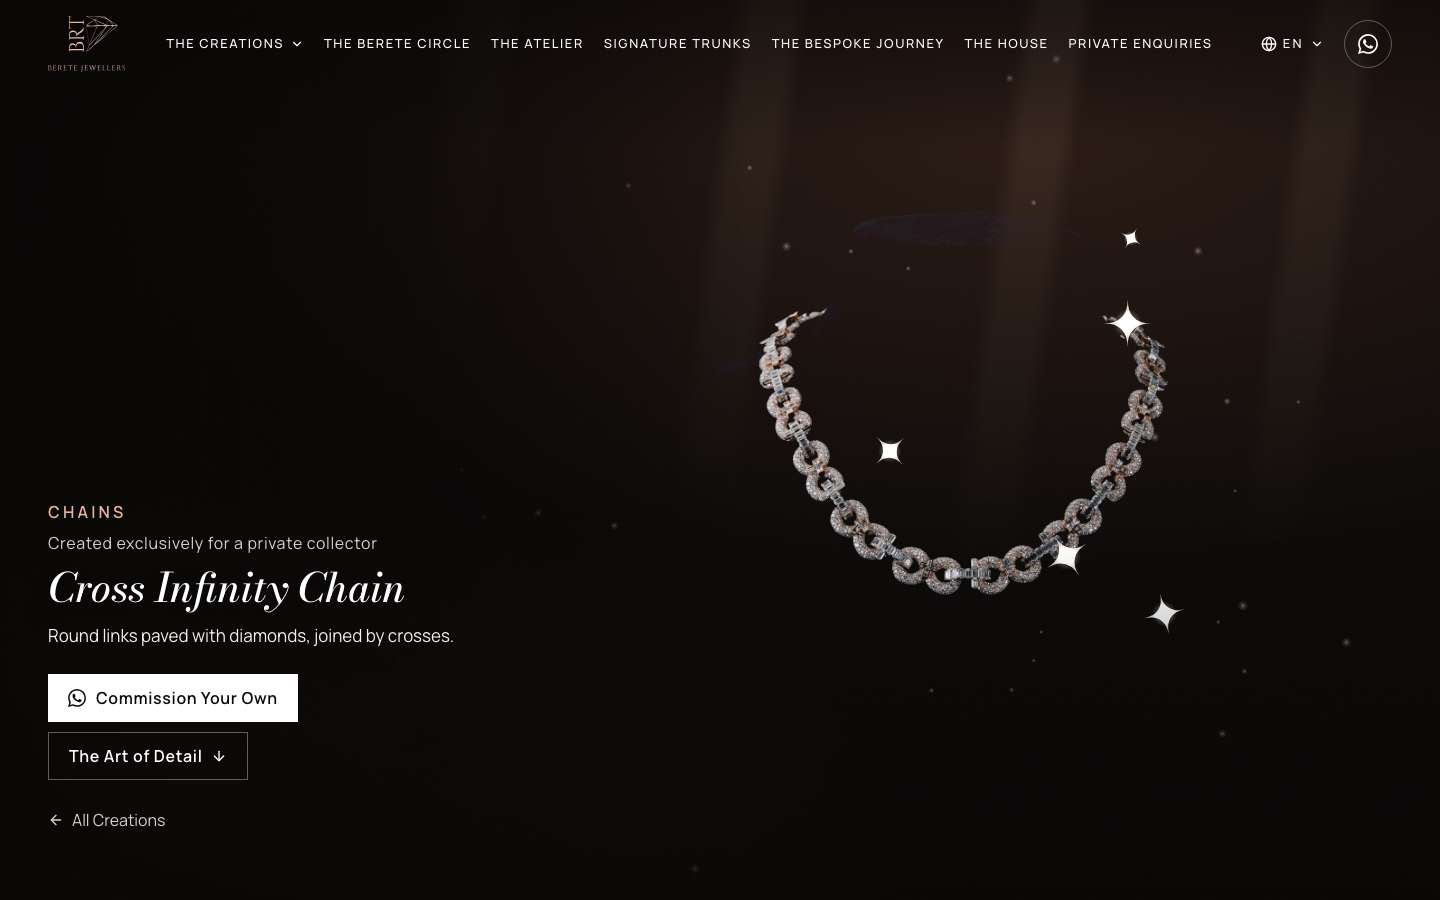 BRT
BERETE JEWELLERS
THE CREATIONS
THE BERETE CIRCLE
THE ATELIER
SIGNATURE TRUNKS
THE BESPOKE JOURNEY
THE HOUSE
PRIVATE ENQUIRIES
EN
CHAINS
Created exclusively for a private collector
Cross Infinity Chain
Round links paved with diamonds, joined by crosses.
Commission Your Own
The Art of Detail
All Creations